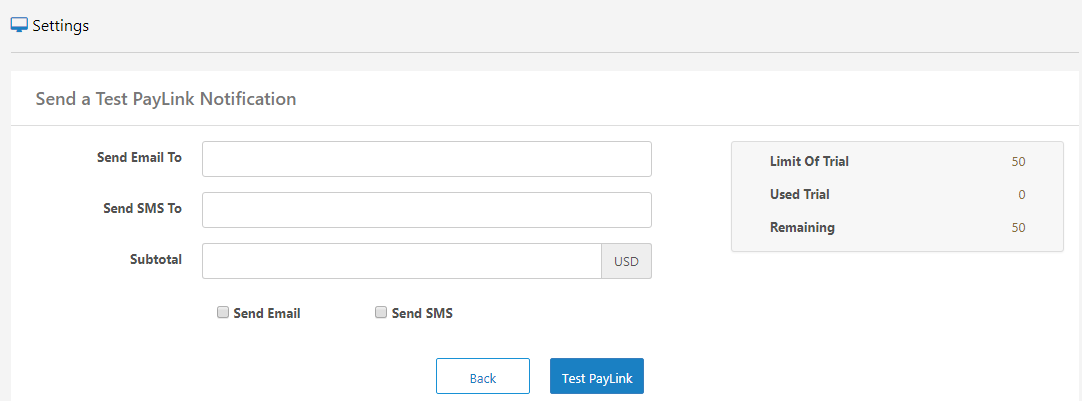 Settings
Send a Test PayLink Notification
Send Email To
Send SMS To
Subtotal
USD
Send Email
Send SMS
Back
Test PayLink
Limit Of Trial 50
Used Trial 0
Remaining 50